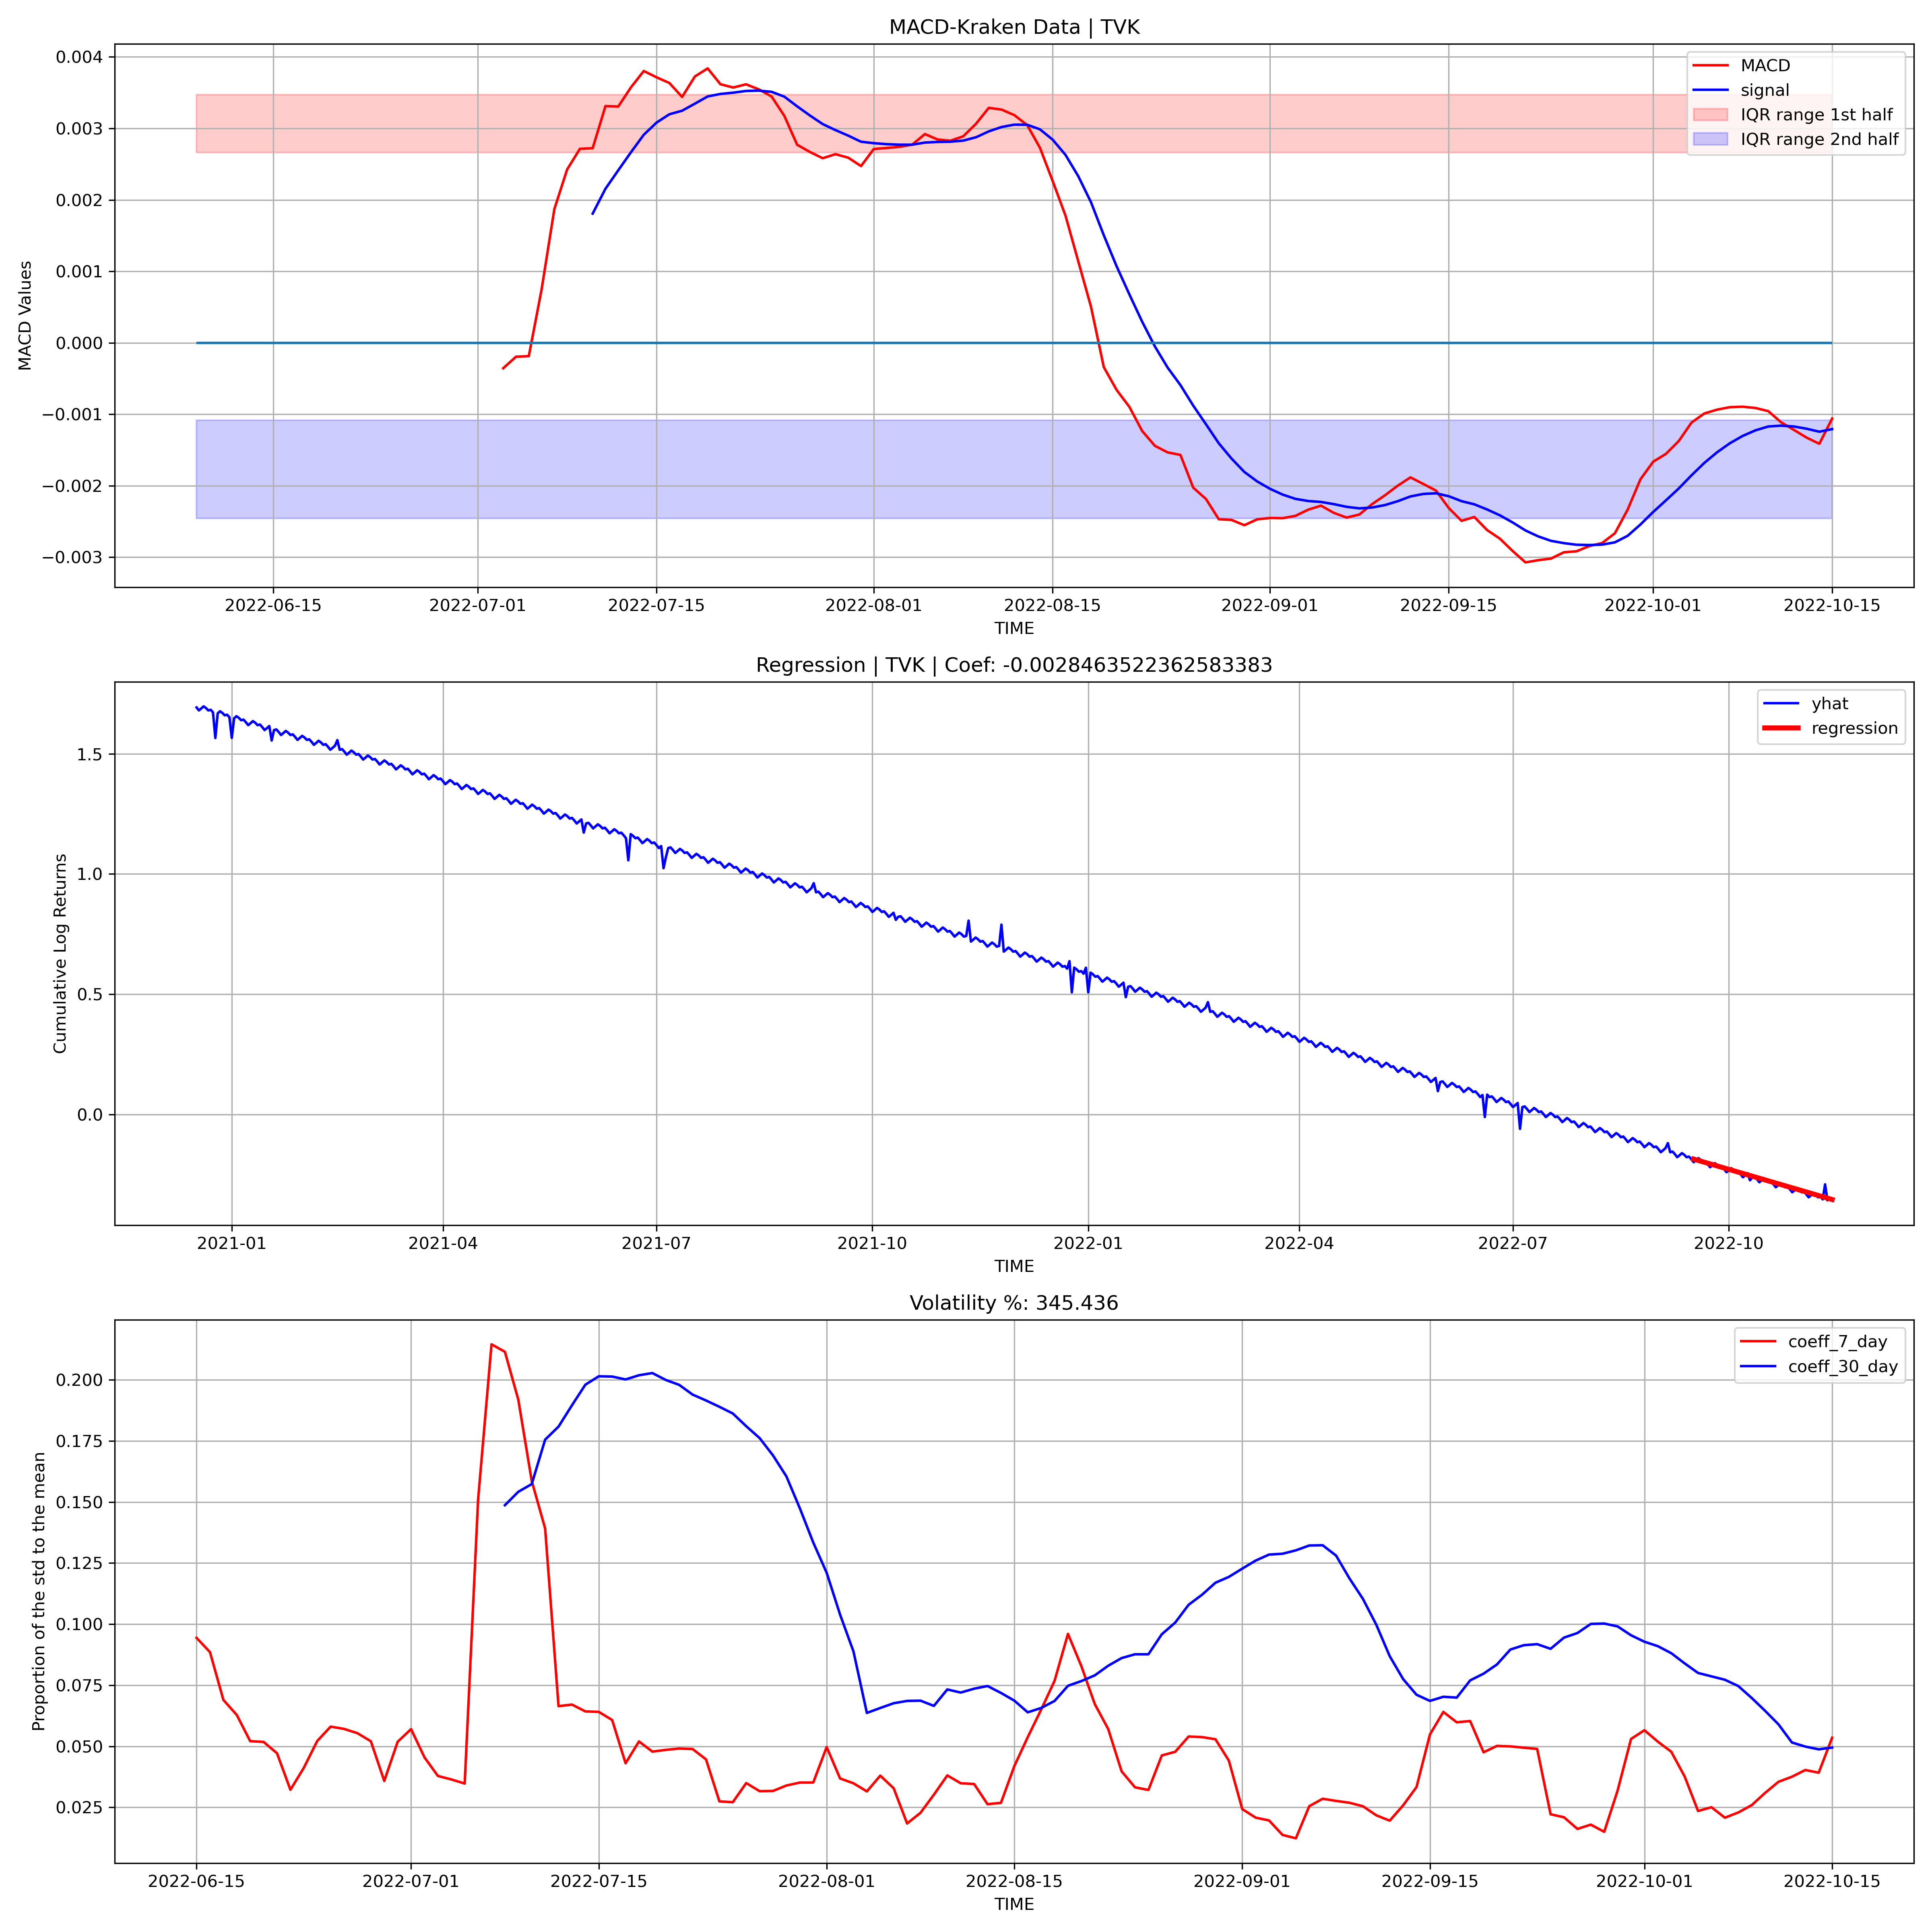 MACD-Kraken Data | TVK
0.004
0.003
0.002
0.001
0.000
−0.001
−0.002
−0.003
MACD Values
MACD
signal
IQR range 1st half
IQR range 2nd half
2022-06-15 2022-07-01 2022-07-15 2022-08-01 2022-08-15 2022-09-01 2022-09-15 2022-10-01 2022-10-15
TIME
Regression | TVK | Coef: -0.0028463522362583383
1.5
1.0
0.5
0.0
Cumulative Log Returns
yhat
regression
2021-01 2021-04 2021-07 2021-10 2022-01 2022-04 2022-07 2022-10
TIME
Volatility %: 345.436
0.200
0.175
0.150
0.125
0.100
0.075
0.050
0.025
Proportion of the std to the mean
coeff_7_day
coeff_30_day
2022-06-15 2022-07-01 2022-07-15 2022-08-01 2022-08-15 2022-09-01 2022-09-15 2022-10-01 2022-10-15
TIME